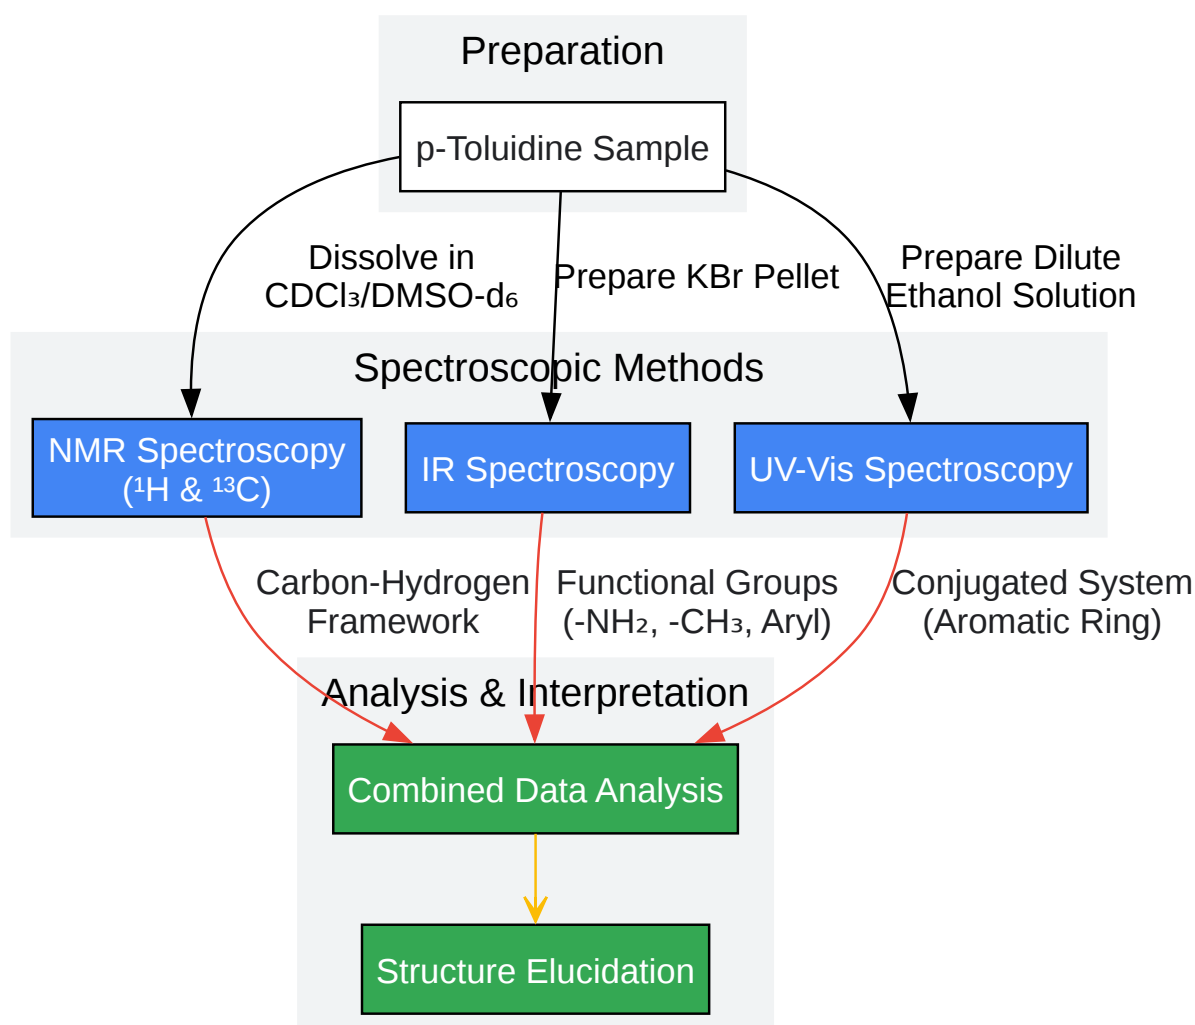 Preparation
p-Toluidine Sample
Dissolve in
CDCl₃/DMSO-d₆
Prepare KBr Pellet
Prepare Dilute
Ethanol Solution
Spectroscopic Methods
NMR Spectroscopy
(¹H & ¹³C)
IR Spectroscopy
UV-Vis Spectroscopy
Carbon-Hydrogen
Framework
Functional Groups
(-NH₂, -CH₃, Aryl)
Conjugated System
(Aromatic Ring)
Analysis & Interpretation
Combined Data Analysis
Structure Elucidation